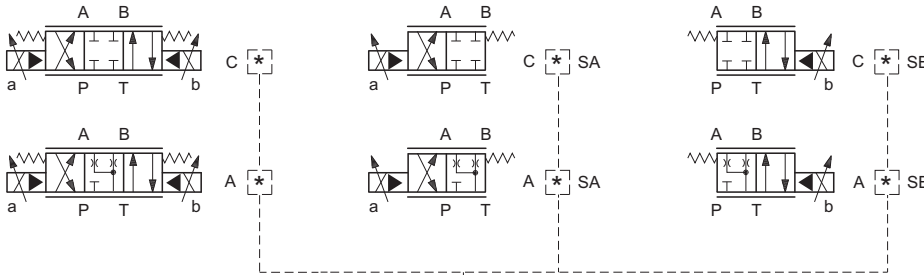 A B A B A B
C * C * SA C * SB
a P T a P T P T b
b
A B A B A B
A * A * SA A * SB
a P T b a P T P T b